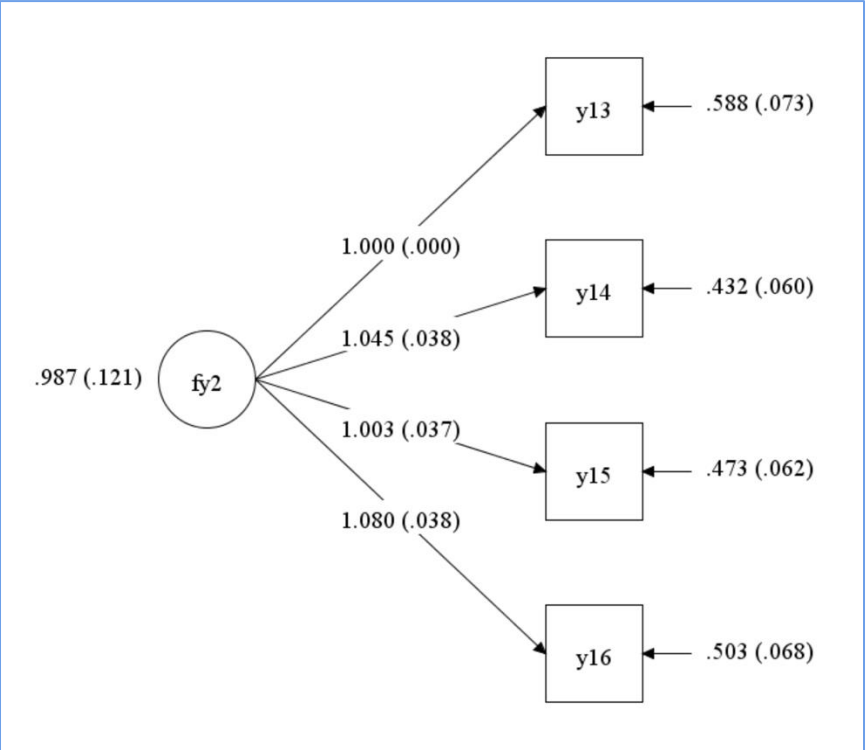 y13
.588 (.073)
1.000 (.000)
y14
.432 (.060)
1.045 (.038)
.987 (.121)
fy2
1.003 (.037)
y15
.473 (.062)
1.080 (.038)
y16
.503 (.068)